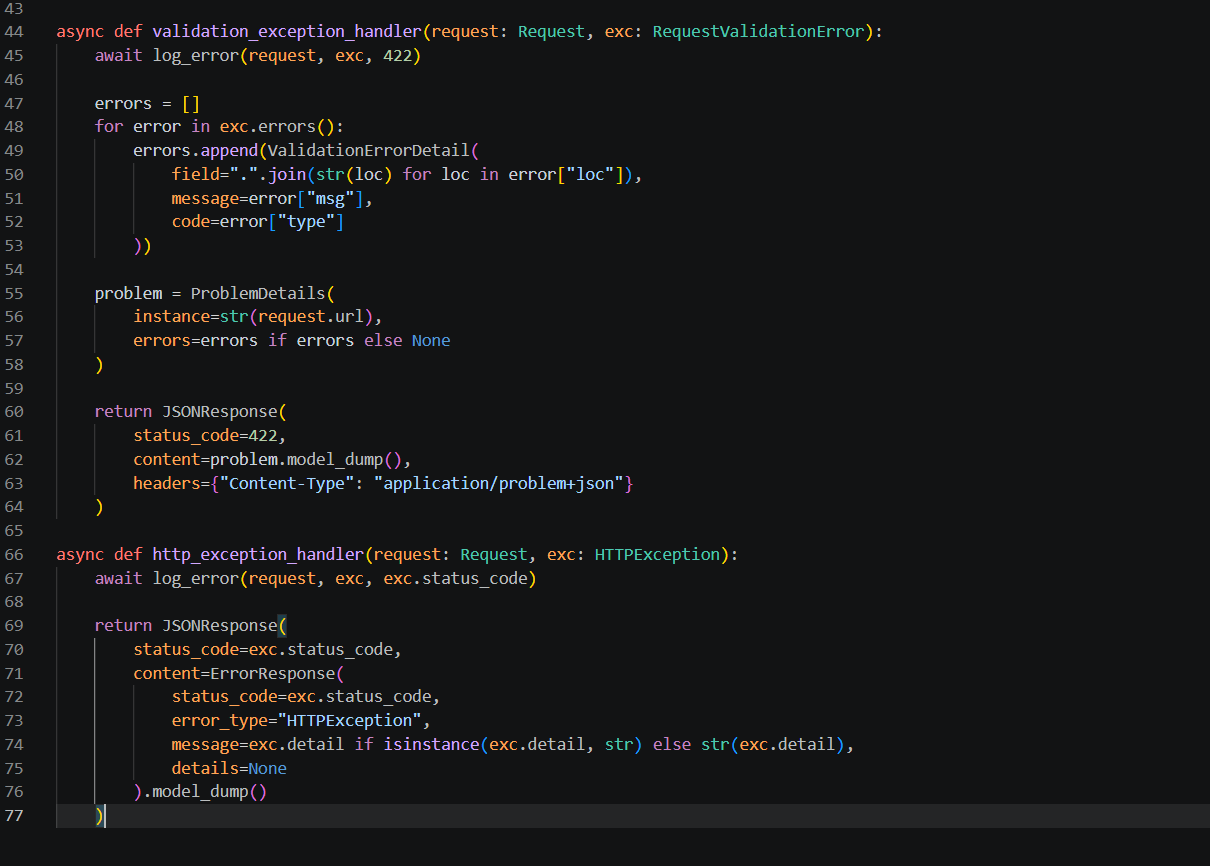 43
44 async def validation_exception_handler(request: Request, exc: RequestValidationError):
45     await log_error(request, exc, 422)
46
47     errors = []
48     for error in exc.errors():
49         errors.append(ValidationErrorDetail(
50             field=".".join(str(loc) for loc in error["loc"]),
51             message=error["msg"],
52             code=error["type"]
53         ))
54
55     problem = ProblemDetails(
56         instance=str(request.url),
57         errors=errors if errors else None
58     )
59
60     return JSONResponse(
61         status_code=422,
62         content=problem.model_dump(),
63         headers={"Content-Type": "application/problem+json"}
64     )
65
66 async def http_exception_handler(request: Request, exc: HTTPException):
67     await log_error(request, exc, exc.status_code)
68
69     return JSONResponse(
70         status_code=exc.status_code,
71         content=ErrorResponse(
72             status_code=exc.status_code,
73             error_type="HTTPException",
74             message=exc.detail if isinstance(exc.detail, str) else str(exc.detail),
75             details=None
76         ).model_dump()
77     )